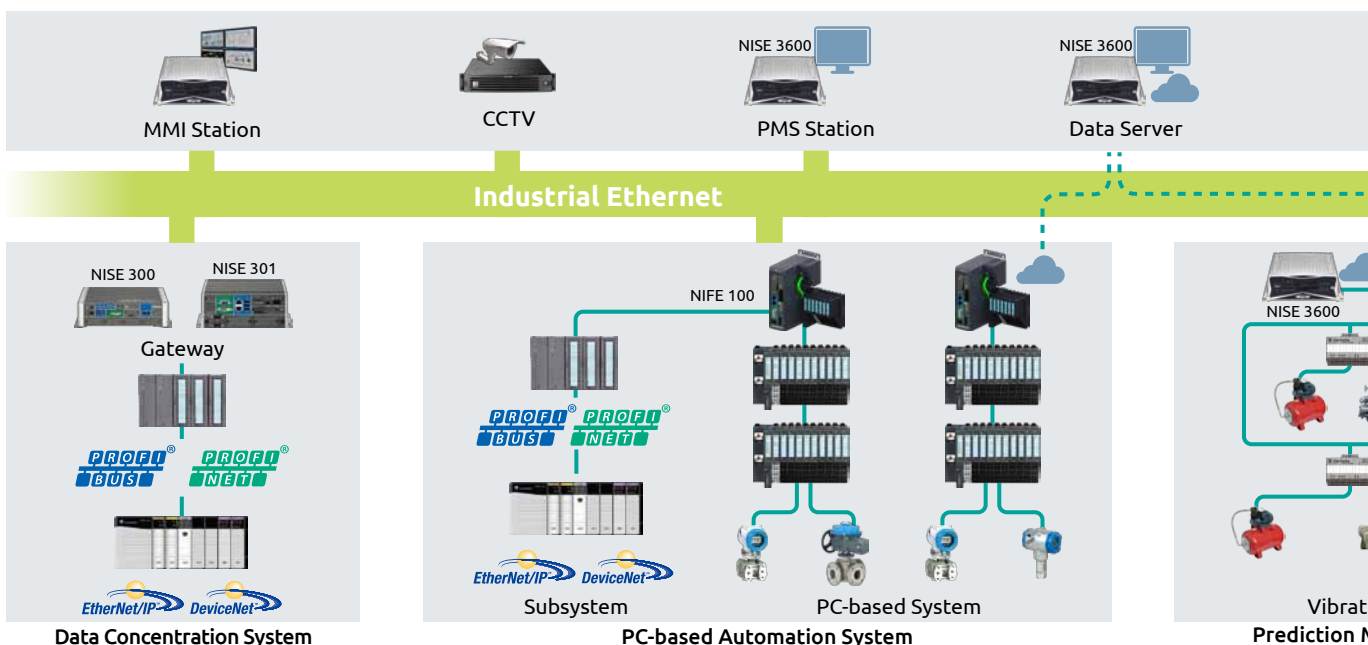 NISE 3600
NISE 3600
MMI Station
CCTV
PMS Station
Data Server
Industrial Ethernet
NISE 300
NISE 301
Gateway
PROFI®
BUS
PROFI®
NET
EtherNet/IP
DeviceNet
Data Concentration System
NIFE 100
PROFI®
BUS
PROFI®
NET
EtherNet/IP
DeviceNet
Subsystem
PC-based System
PC-based Automation System
NISE 3600
Vibrat
Prediction M